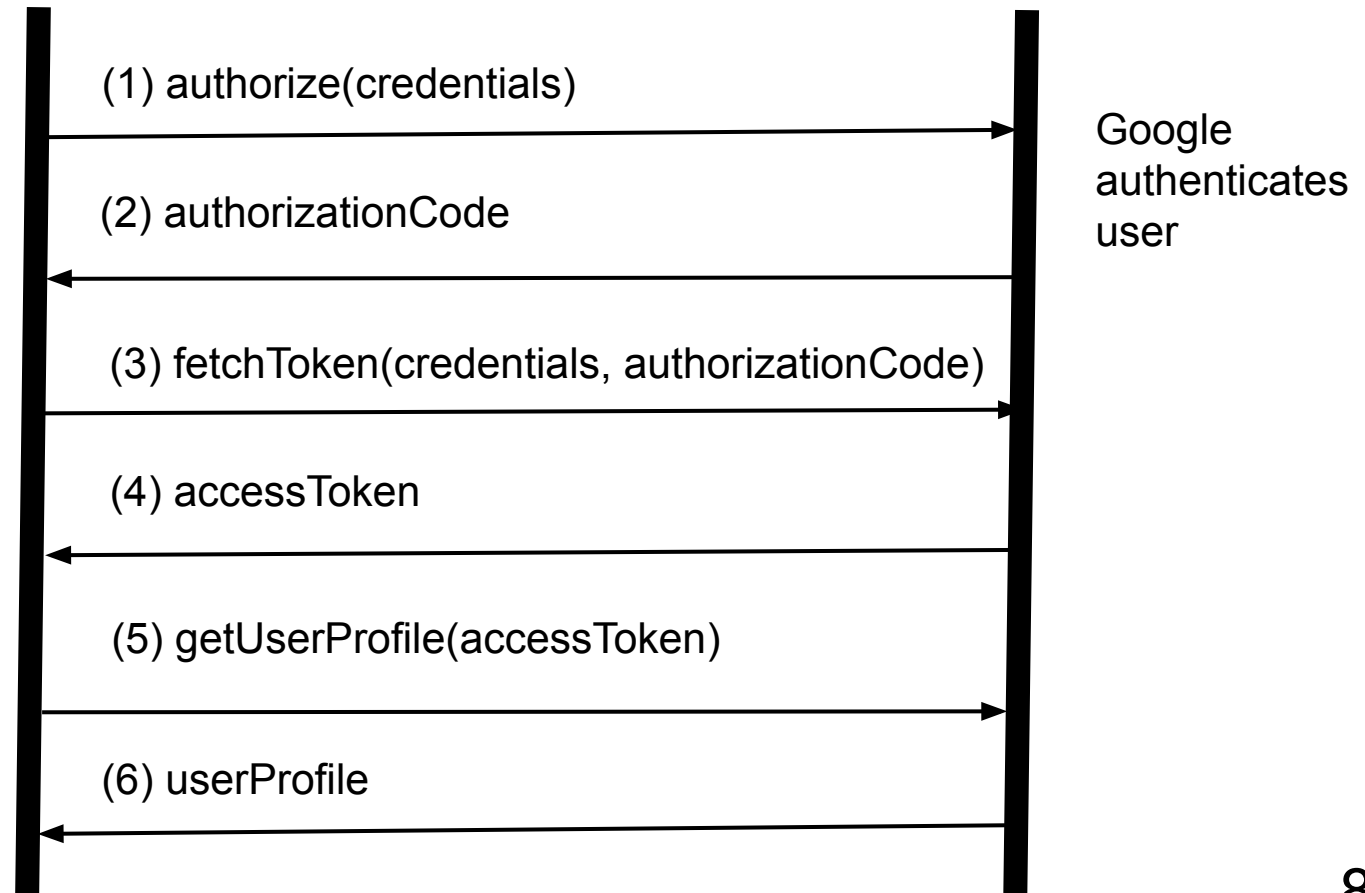 (1) authorize(credentials)
Google
authenticates
user
(2) authorizationCode
(3) fetchToken(credentials, authorizationCode)
(4) accessToken
(5) getUserProfile(accessToken)
(6) userProfile